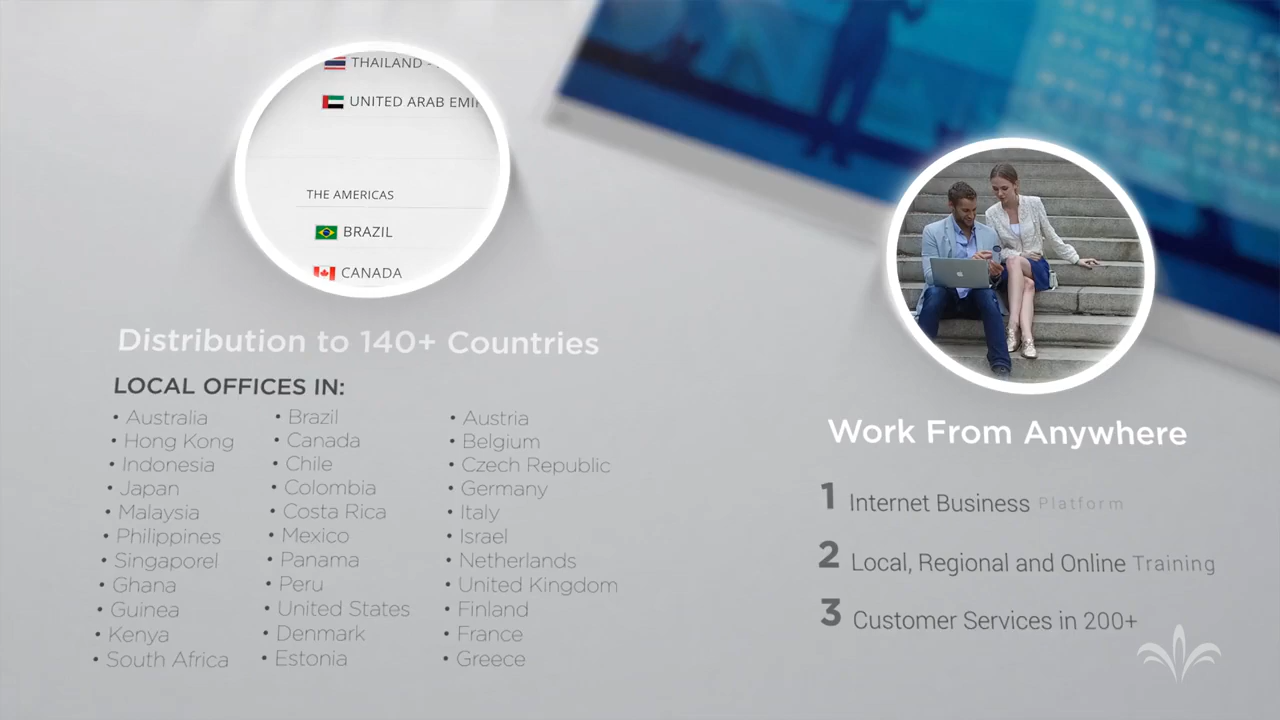 THAILAND -
UNITED ARAB EMI
THE AMERICAS
BRAZIL
CANADA
Distribution to 140+ Countries
LOCAL OFFICES IN:
• Australia
• Hong Kong
• Indonesia
• Japan
• Malaysia
• Philippines
• Singaporel
• Ghana
• Guinea
• Kenya
• South Africa
• Brazil
• Canada
• Chile
• Colombia
• Costa Rica
• Mexico
• Panama
• Peru
• United States
• Denmark
• Estonia
• Austria
• Belgium
• Czech Republic
• Germany
• Italy
• Israel
• Netherlands
• United Kingdom
• Finland
• France
• Greece
Work From Anywhere
1 Internet Business Platform
2 Local, Regional and Online Training
3 Customer Services in 200+